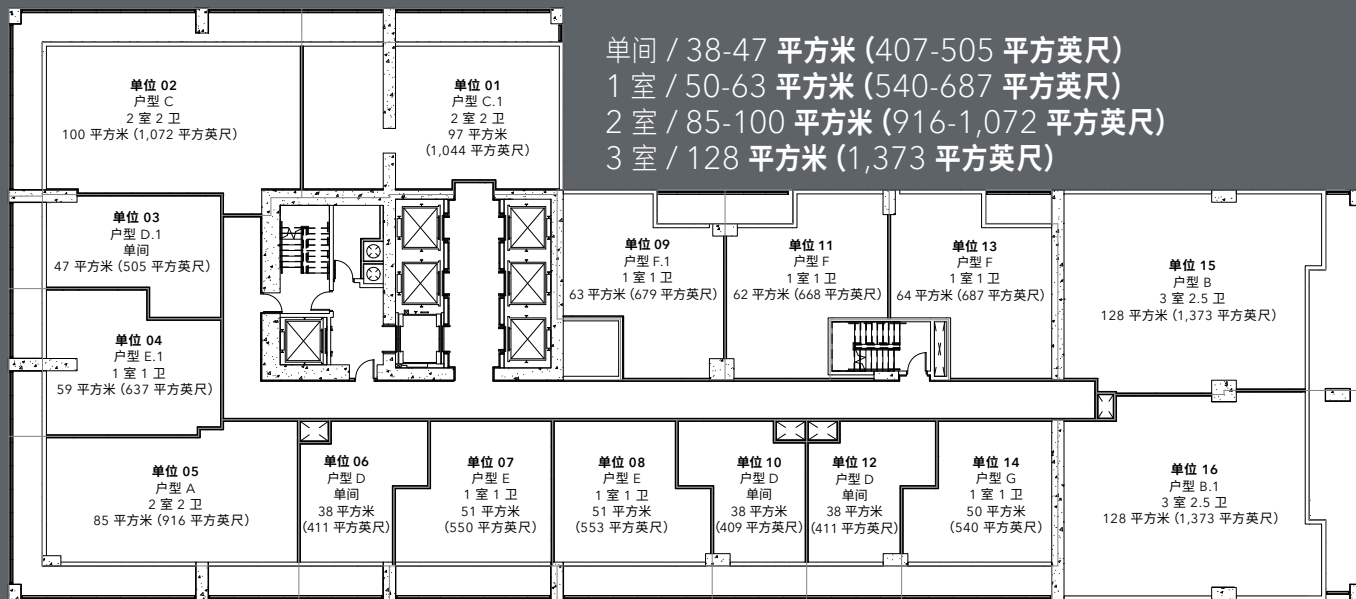 单间 / 38-47 平方米 (407-505 平方英尺)
1 室 / 50-63 平方米 (540-687 平方英尺)
2 室 / 85-100 平方米 (916-1,072 平方英尺)
3 室 / 128 平方米 (1,373 平方英尺)
单位 02
户型 C
2 室 2 卫
100 平方米 (1,072 平方英尺)
单位 01
户型 C.1
2 室 2 卫
97 平方米
(1,044 平方英尺)
单位 03
户型 D.1
单间
47 平方米 (505 平方英尺)
单位 04
户型 E.1
1 室 1 卫
59 平方米 (637 平方英尺)
单位 09
户型 F.1
1 室 1 卫
63 平方米 (679 平方英尺)
单位 11
户型 F
1 室 1 卫
62 平方米 (668 平方英尺)
单位 13
户型 F
1 室 1 卫
64 平方米 (687 平方英尺)
单位 15
户型 B
3 室 2.5 卫
128 平方米 (1,373 平方英尺)
单位 05
户型 A
2 室 2 卫
85 平方米 (916 平方英尺)
单位 06
户型 D
单间
38 平方米
(411 平方英尺)
单位 07
户型 E
1 室 1 卫
51 平方米
(550 平方英尺)
单位 08
户型 E
1 室 1 卫
51 平方米
(553 平方英尺)
单位 10
户型 D
单间
38 平方米
(409 平方英尺)
单位 12
户型 D
单间
38 平方米
(411 平方英尺)
单位 14
户型 G
1 室 1 卫
50 平方米
(540 平方英尺)
单位 16
户型 B.1
3 室 2.5 卫
128 平方米 (1,373 平方英尺)